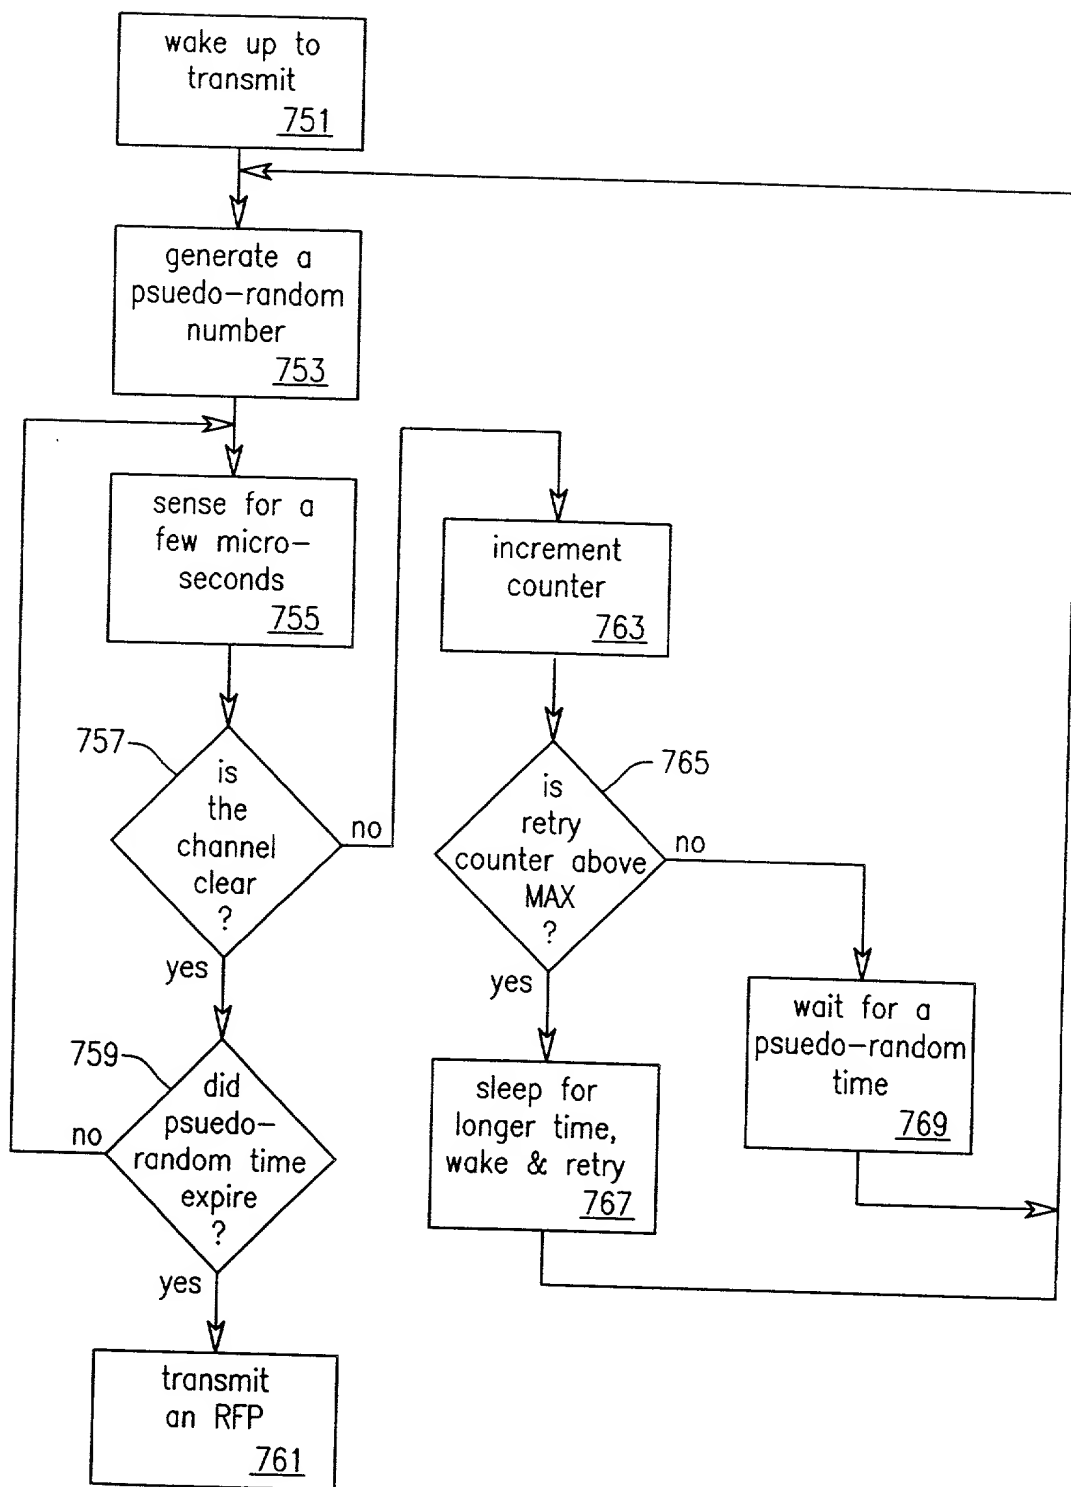 wake up to
transmit
751
generate a
psuedo-random
number
753
sense for a
few micro-
seconds
755
757
is
the
channel
clear
?
no
yes
759
did
psuedo-
random time
expire
?
no
yes
transmit
an RFP
761
increment
counter
763
765
is
retry
counter above
MAX
?
no
yes
sleep for
longer time,
wake & retry
767
wait for a
psuedo-random
time
769